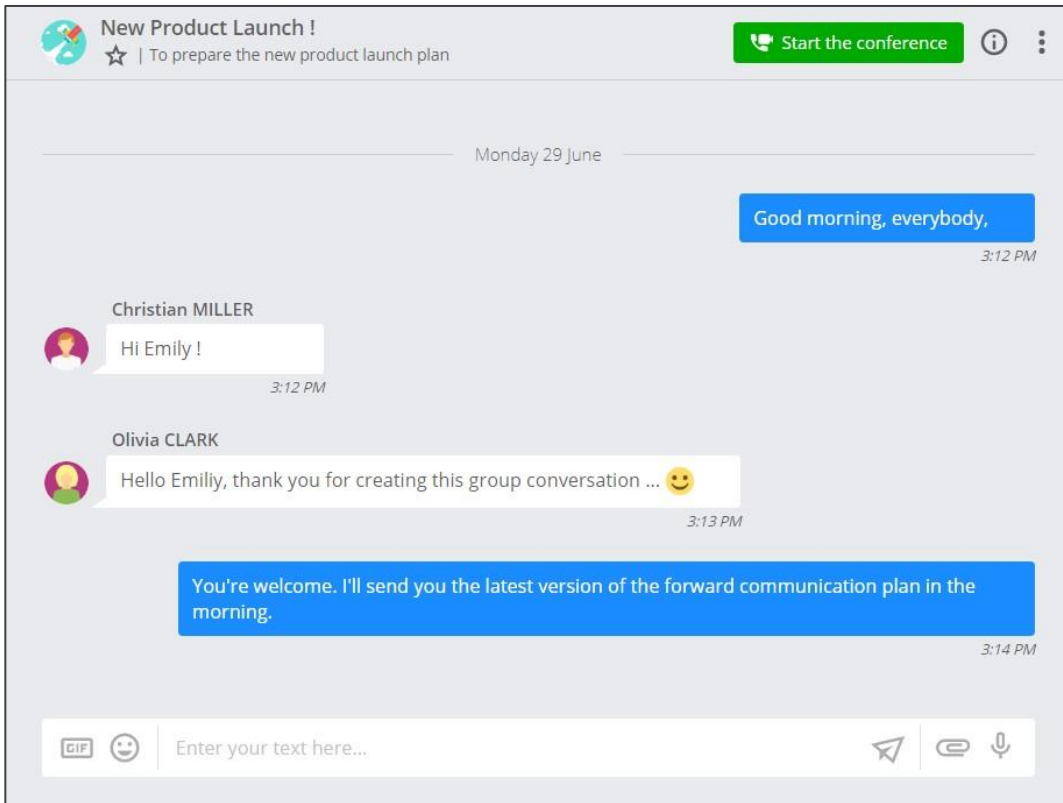 New Product Launch !
| To prepare the new product launch plan
Start the conference
Monday 29 June
Good morning, everybody,
3:12 PM
Christian MILLER
Hi Emily !
3:12 PM
Olivia CLARK
Hello Emiliy, thank you for creating this group conversation ... 🙂
3:13 PM
You're welcome. I'll send you the latest version of the forward communication plan in the
morning.
3:14 PM
GIF
Enter your text here...